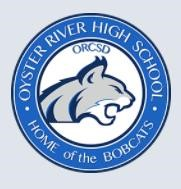 OYSTER RIVER HIGH SCHOOL
ORCSD
HOME of the BOBCATS